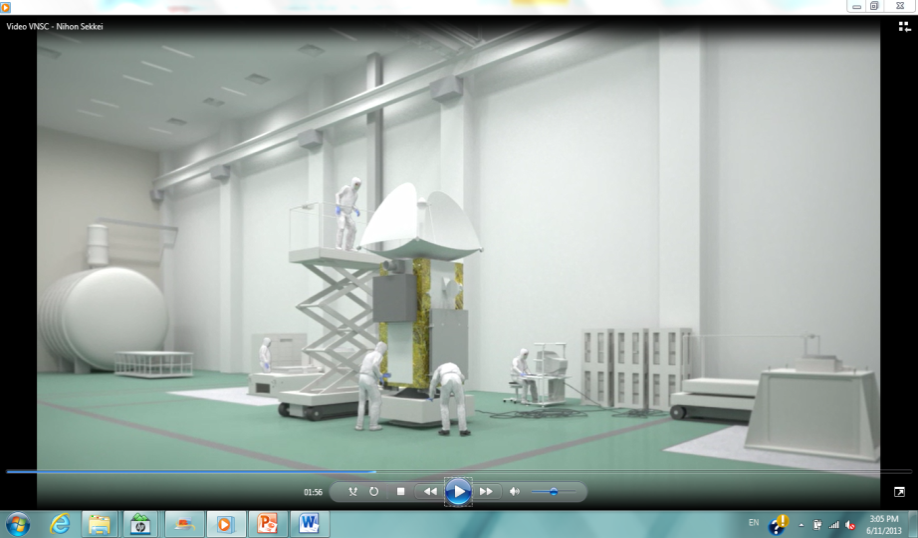 Video VNSC - Nihon Sekkei
01:56
EN
3:05 PM
6/11/2013